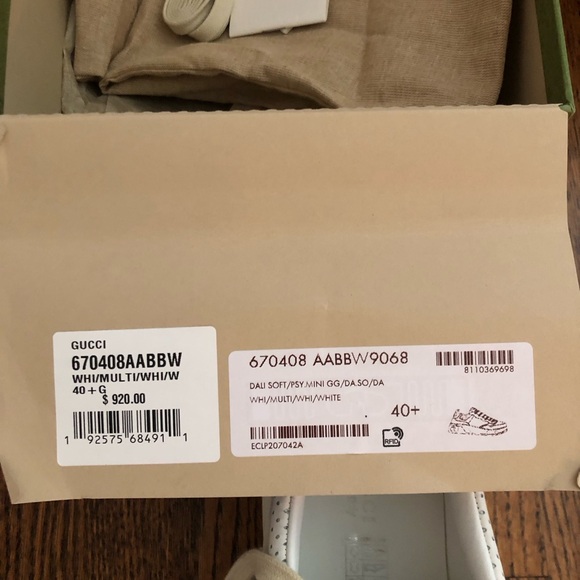 GUCCI
670408AABBW
WHI/MULTI/WHI/W
40 + G
$ 920.00
1 92575 68491 1
670408 AABBW9068
8110369698
DALI SOFT/PSY.MINI GG/DA.SO/DA
WHI/MULTI/WHI/WHITE
40+
ECLP207042A
RFID